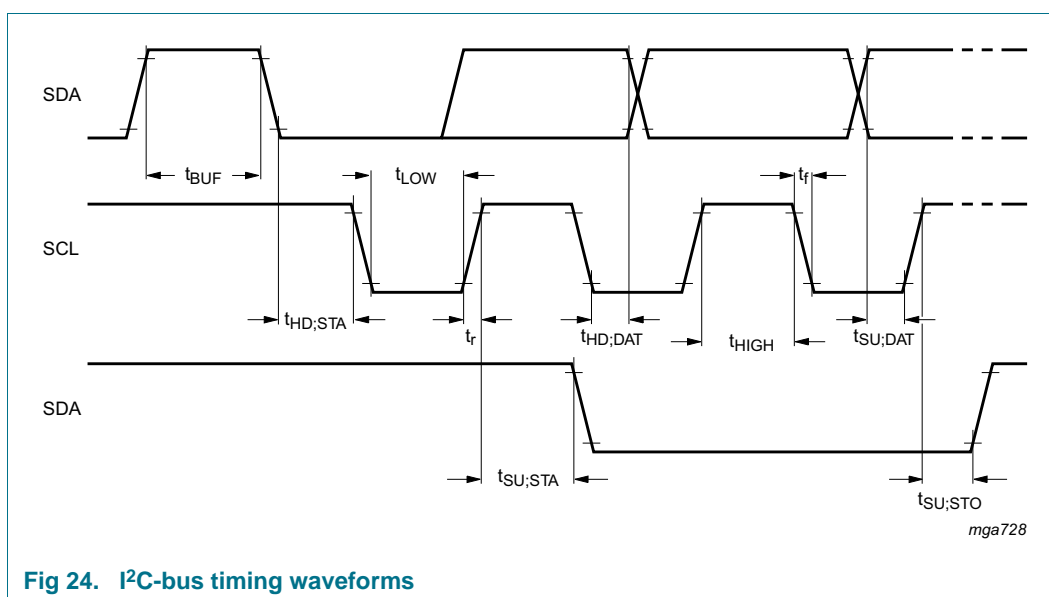 SDA
tBUF
tLOW
tf
SCL
tHD;STA
tr
tHD;DAT
tHIGH
tSU;DAT
SDA
tSU;STA
tSU;STO
mga728
Fig 24. I²C-bus timing waveforms